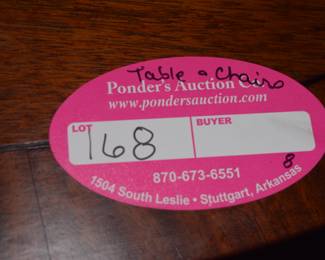 Table & Chairs
Ponder's Auction Co.
www.pondersauction.com
LOT BUYER
168
870-673-6551
8
1504 South Leslie • Stuttgart, Arkansas